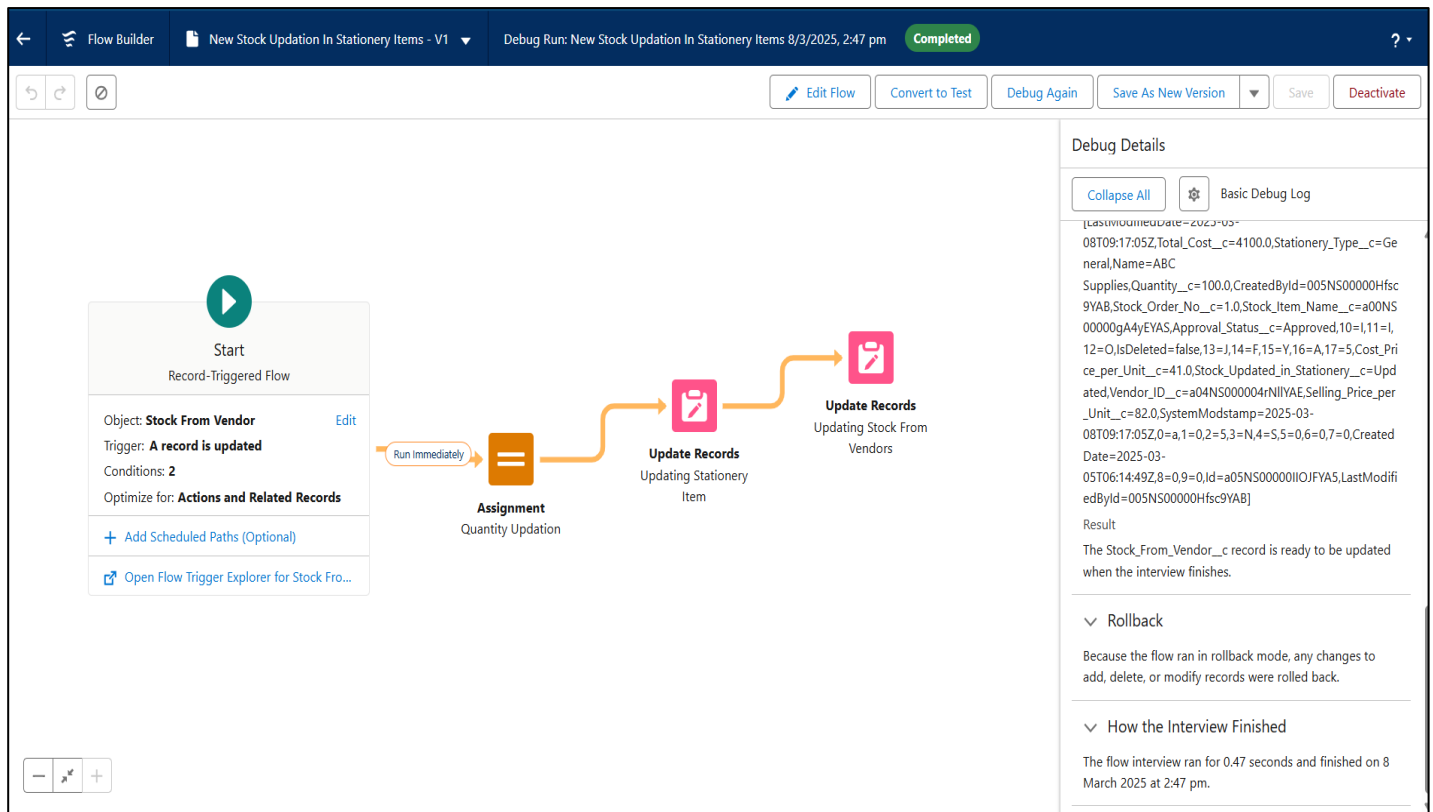 Flow Builder
New Stock Updation In Stationery Items - V1
Debug Run: New Stock Updation In Stationery Items 8/3/2025, 2:47 pm
Completed
?
Edit Flow
Convert to Test
Debug Again
Save As New Version
Save
Deactivate
Start
Record-Triggered Flow
Object: Stock From Vendor
Edit
Trigger: A record is updated
Conditions: 2
Optimize for: Actions and Related Records
Add Scheduled Paths (Optional)
Open Flow Trigger Explorer for Stock Fro...
Run Immediately
Assignment
Quantity Updation
Update Records
Updating Stationery
Item
Update Records
Updating Stock From
Vendors
Debug Details
Collapse All
Basic Debug Log
[LastModifiedDate=2025-03-
08T09:17:05Z,Total_Cost__c=4100.0,Stationery_Type__c=Ge
neral,Name=ABC
Supplies,Quantity__c=100.0,CreatedById=005NS00000Hfsc
9YAB,Stock_Order_No__c=1.0,Stock_Item_Name__c=a00NS
00000gA4yEYAS,Approval_Status__c=Approved,10=I,11=I,
12=O,IsDeleted=false,13=J,14=F,15=Y,16=A,17=5,Cost_Pri
ce_per_Unit__c=41.0,Stock_Updated_in_Stationery__c=Upd
ated,Vendor_ID__c=a04NS000004rNllYAE,Selling_Price_per
_Unit__c=82.0,SystemModstamp=2025-03-
08T09:17:05Z,0=a,1=0,2=5,3=N,4=S,5=0,6=0,7=0,Created
Date=2025-03-
05T06:14:49Z,8=0,9=0,Id=a05NS00000IIOJFYA5,LastModifi
edById=005NS00000Hfsc9YAB]
Result
The Stock_From_Vendor__c record is ready to be updated
when the interview finishes.
Rollback
Because the flow ran in rollback mode, any changes to
add, delete, or modify records were rolled back.
How the Interview Finished
The flow interview ran for 0.47 seconds and finished on 8
March 2025 at 2:47 pm.